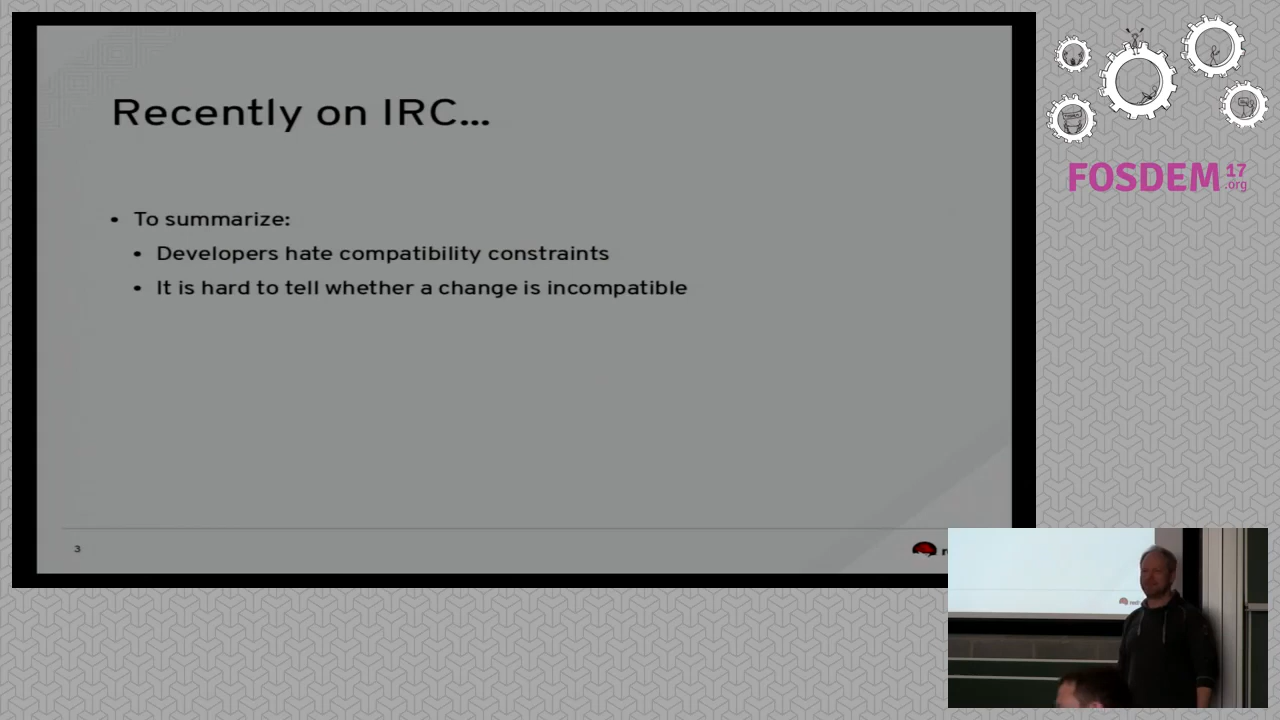 Recently on IRC...
• To summarize:
• Developers hate compatibility constraints
• It is hard to tell whether a change is incompatible
3
FOSDEM 17
.org